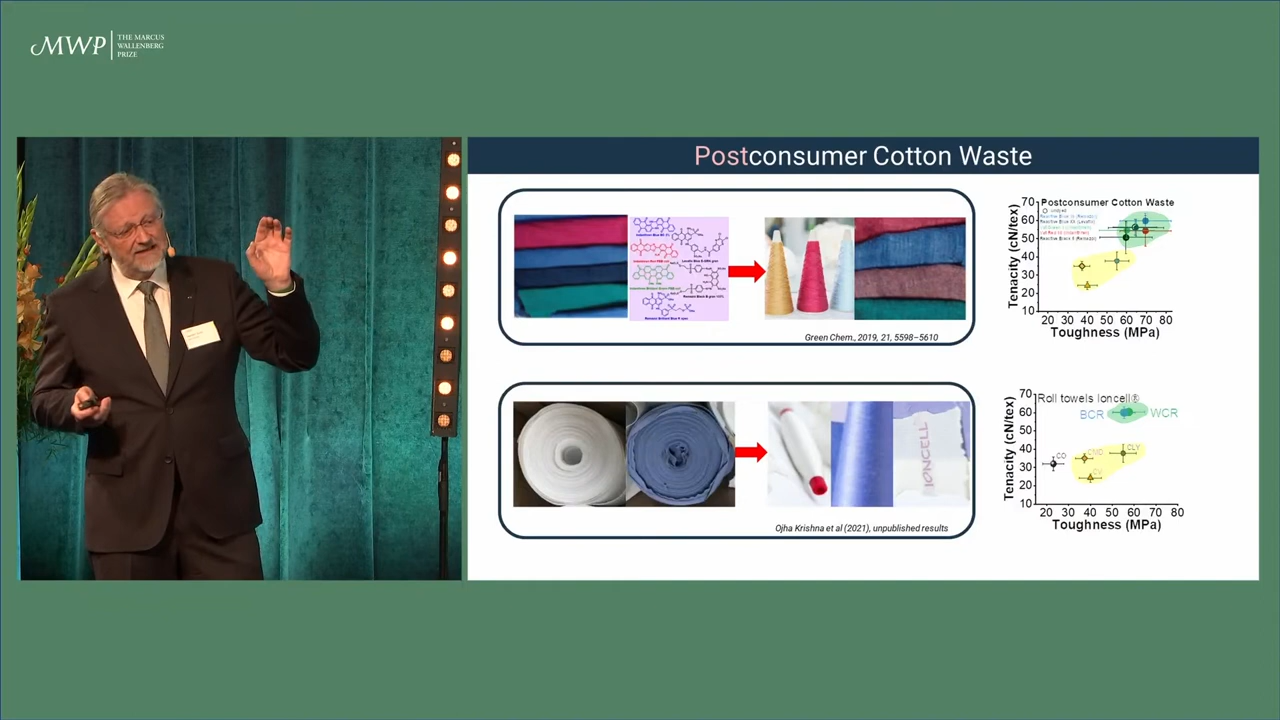 MWP
THE MARCUS
WALLENBERG
PRIZE
Postconsumer Cotton Waste
Green Chem., 2019, 21, 5598–5610
Postconsumer Cotton Waste
Tenacity (cN/tex)
70
60
50
40
30
20
10
20 30 40 50 60 70 80
Toughness (MPa)
IONCELL
Ojha Krishna et al (2021), unpublished results
Roll towels Ioncell®
BCR
WCR
CO
CMD
CLY
CV
Tenacity (cN/tex)
70
60
50
40
30
20
10
20 30 40 50 60 70 80
Toughness (MPa)